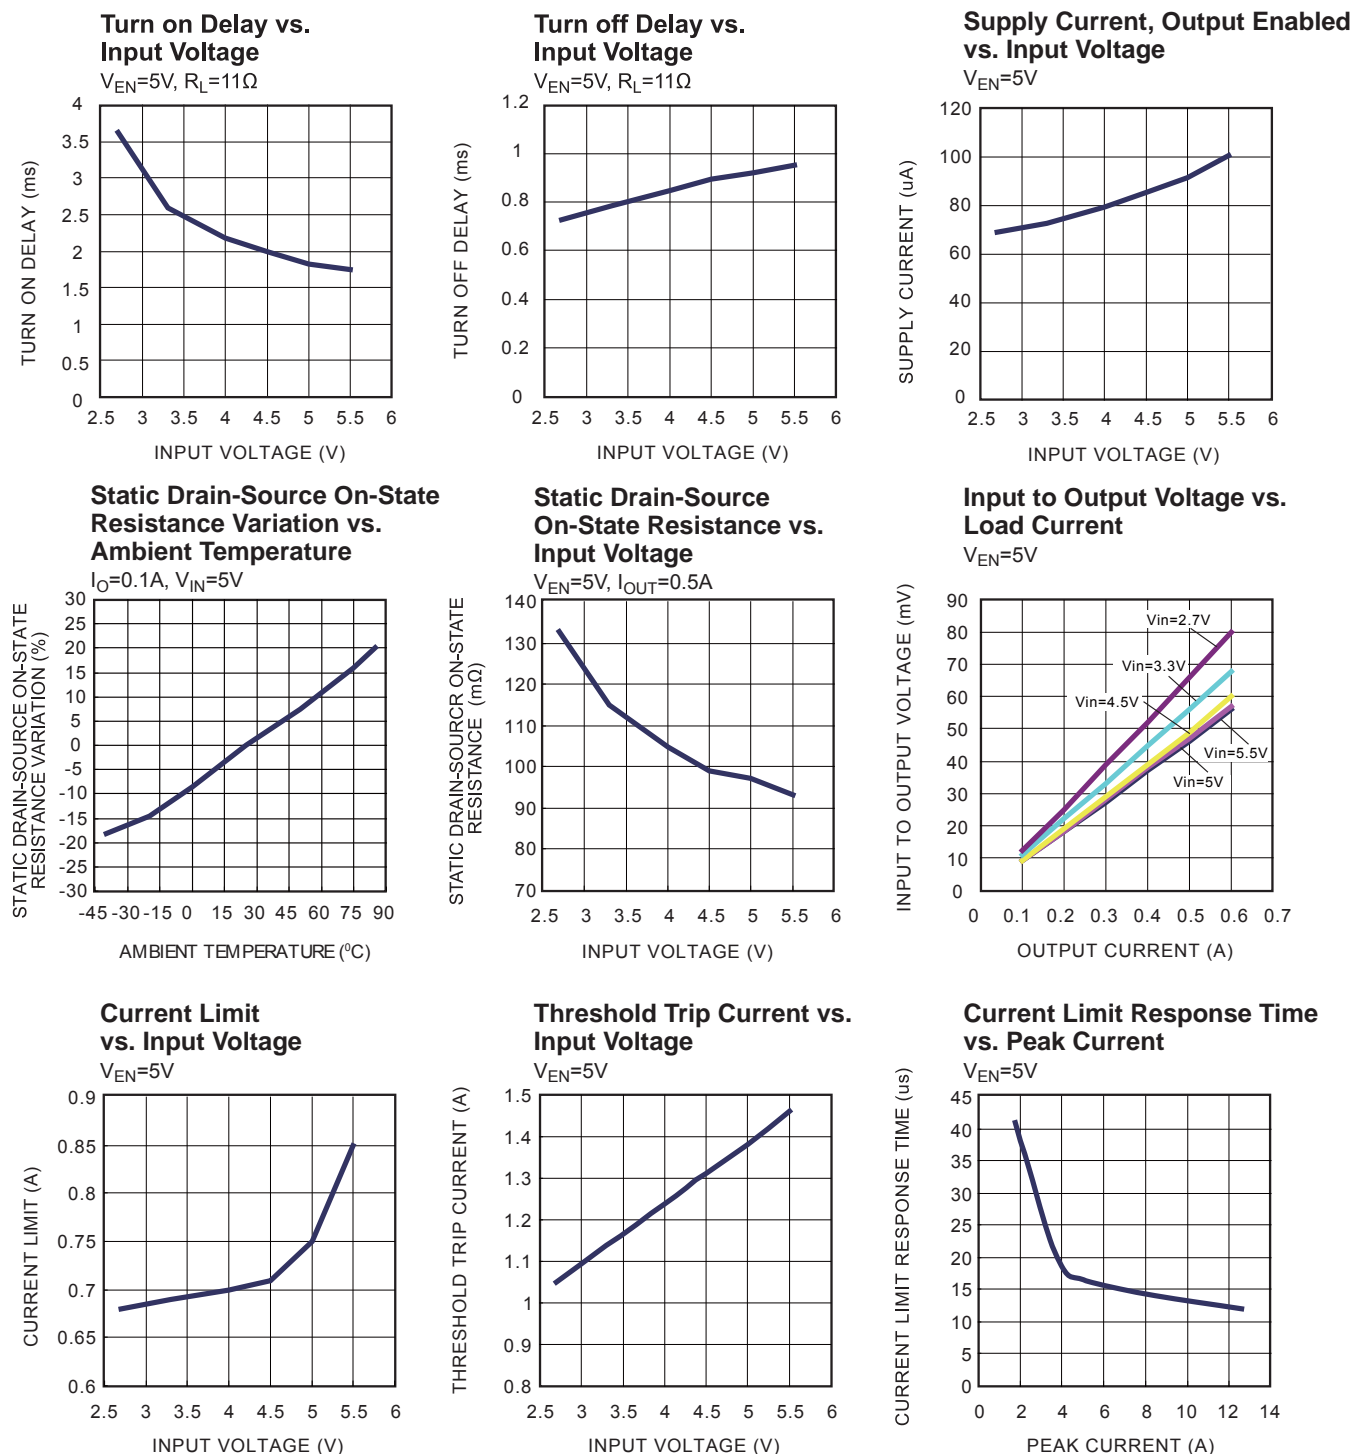 Turn on Delay vs.
Input Voltage
VEN=5V, RL=11Ω
4
3.5
3
2.5
2
1.5
1
0.5
0
TURN ON DELAY (ms)
2.5 3 3.5 4 4.5 5 5.5 6
INPUT VOLTAGE (V)
Turn off Delay vs.
Input Voltage
VEN=5V, RL=11Ω
1.2
1
0.8
0.6
0.4
0.2
0
TURN OFF DELAY (ms)
2.5 3 3.5 4 4.5 5 5.5 6
INPUT VOLTAGE (V)
Supply Current, Output Enabled
vs. Input Voltage
VEN=5V
120
100
80
60
40
20
0
SUPPLY CURRENT (uA)
2.5 3 3.5 4 4.5 5 5.5 6
INPUT VOLTAGE (V)
Static Drain-Source On-State
Resistance Variation vs.
Ambient Temperature
IO=0.1A, VIN=5V
30
25
20
15
10
5
0
-5
-10
-15
-20
-25
-30
STATIC DRAIN-SOURCE ON-STATE
RESISTANCE VARIATION (%)
-45 -30 -15 0 15 30 45 60 75 90
AMBIENT TEMPERATURE (⁰C)
Static Drain-Source
On-State Resistance vs.
Input Voltage
VEN=5V, IOUT=0.5A
140
130
120
110
100
90
80
70
STATIC DRAIN-SOURCR ON-STATE
RESISTANCE (mΩ)
2.5 3 3.5 4 4.5 5 5.5 6
INPUT VOLTAGE (V)
Input to Output Voltage vs.
Load Current
VEN=5V
90
80
70
60
50
40
30
20
10
0
INPUT TO OUTPUT VOLTAGE (mV)
Vin=2.7V
Vin=3.3V
Vin=4.5V
Vin=5.5V
Vin=5V
0 0.1 0.2 0.3 0.4 0.5 0.6 0.7
OUTPUT CURRENT (A)
Current Limit
vs. Input Voltage
VEN=5V
0.9
0.85
0.8
0.75
0.7
0.65
0.6
CURRENT LIMIT (A)
2.5 3 3.5 4 4.5 5 5.5 6
INPUT VOLTAGE (V)
Threshold Trip Current vs.
Input Voltage
VEN=5V
1.5
1.4
1.3
1.2
1.1
1
0.9
0.8
THRESHOLD TRIP CURRENT (A)
2.5 3 3.5 4 4.5 5 5.5 6
INPUT VOLTAGE (V)
Current Limit Response Time
vs. Peak Current
VEN=5V
45
40
35
30
25
20
15
10
5
0
CURRENT LIMIT RESPONSE TIME (us)
0 2 4 6 8 10 12 14
PEAK CURRENT (A)